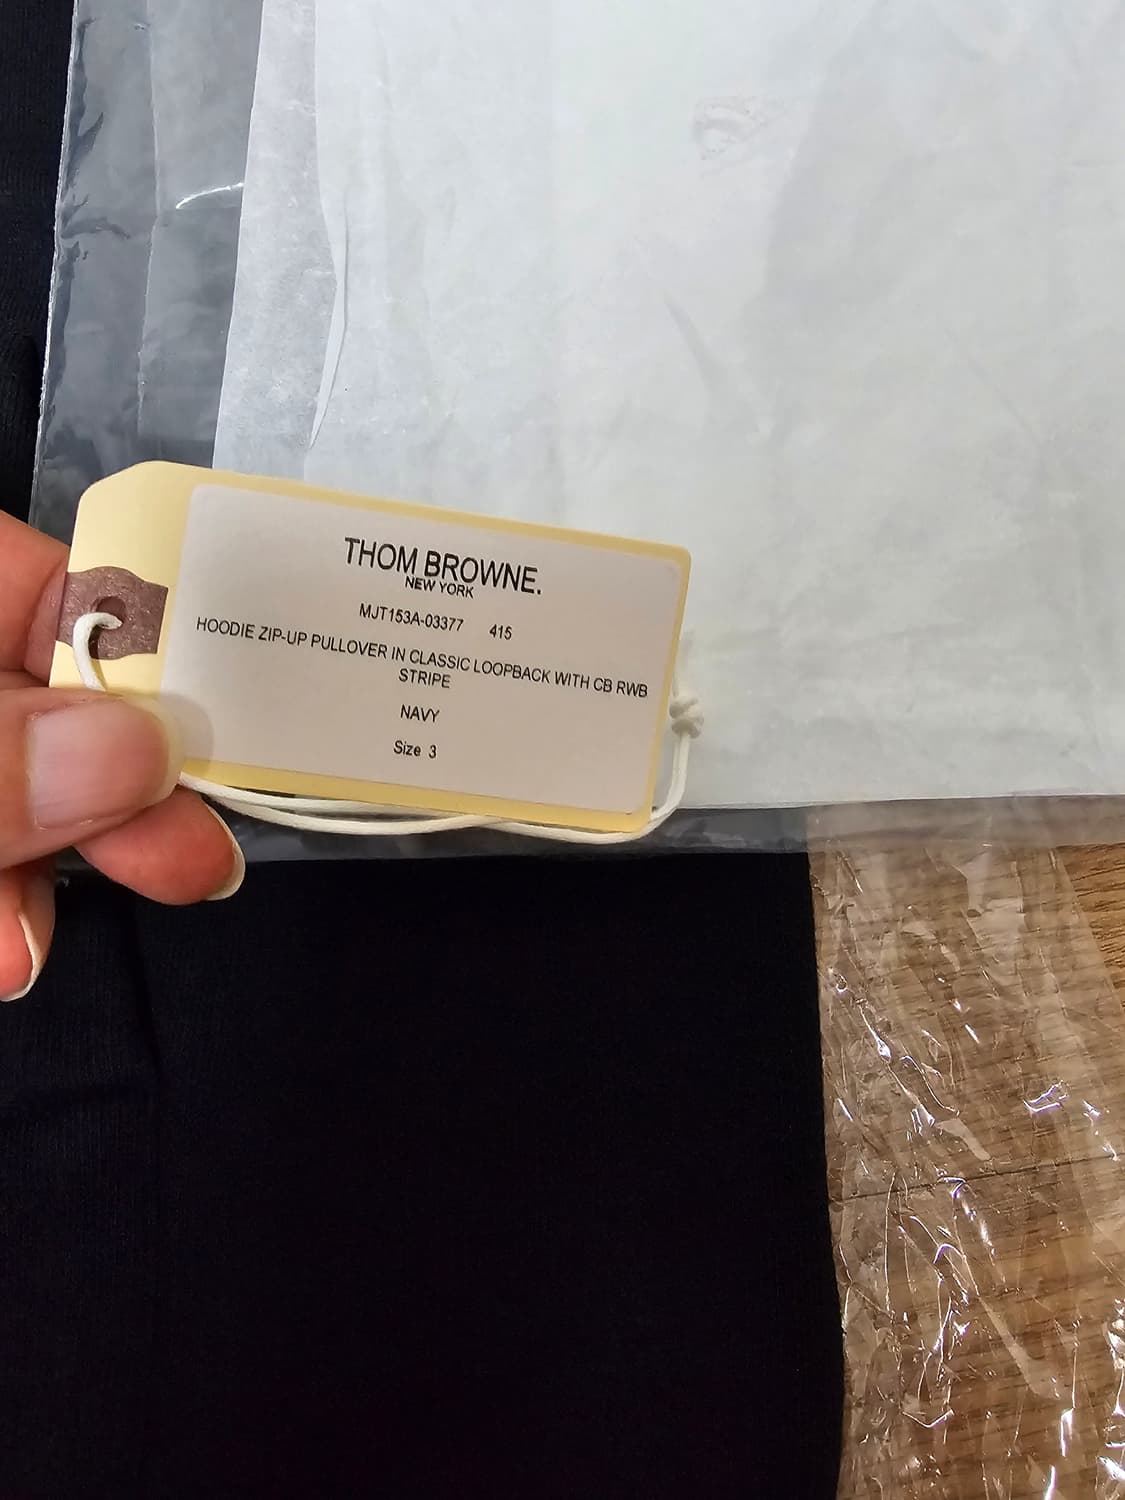 THOM BROWNE.
NEW YORK
MJT153A-03377 415
HOODIE ZIP-UP PULLOVER IN CLASSIC LOOPBACK WITH CB RWB
STRIPE
NAVY
Size 3